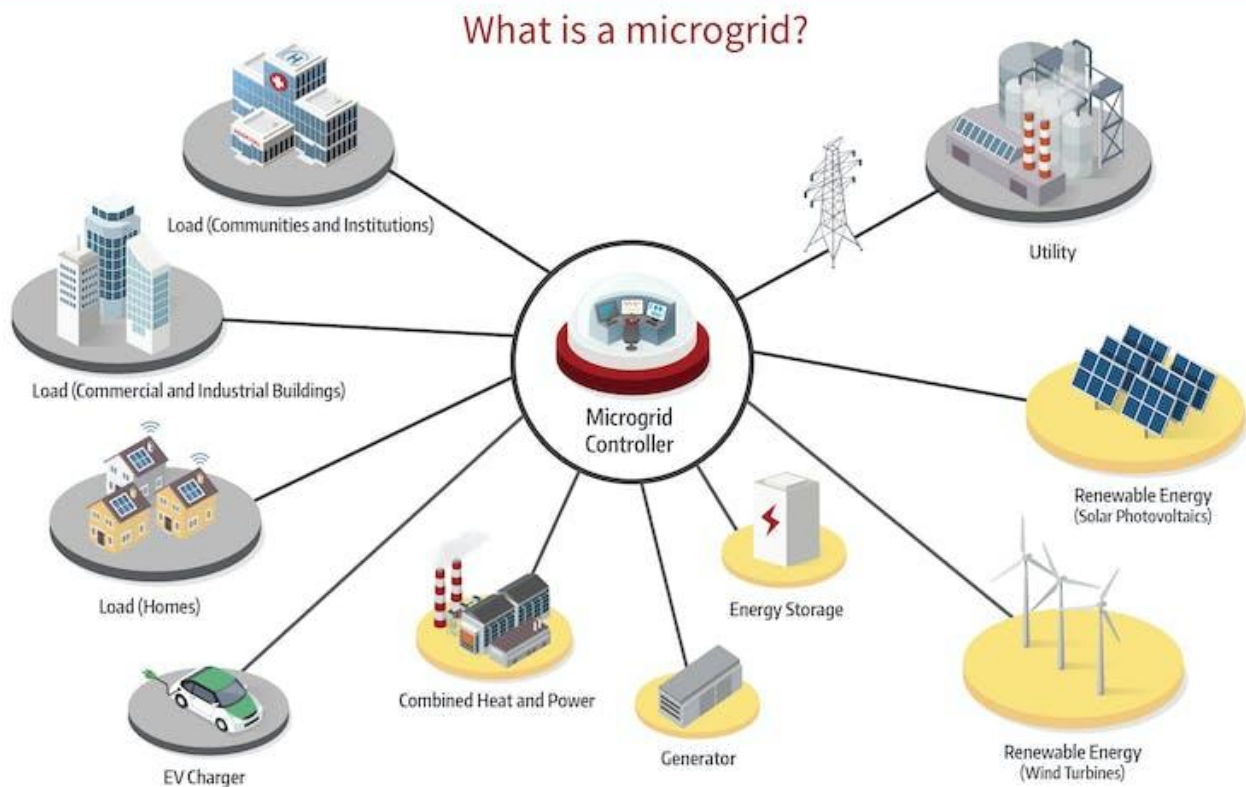 What is a microgrid?
Load (Communities and Institutions)
Utility
Load (Commercial and Industrial Buildings)
Microgrid
Controller
Renewable Energy
(Solar Photovoltaics)
Load (Homes)
Energy Storage
Combined Heat and Power
Generator
Renewable Energy
(Wind Turbines)
EV Charger